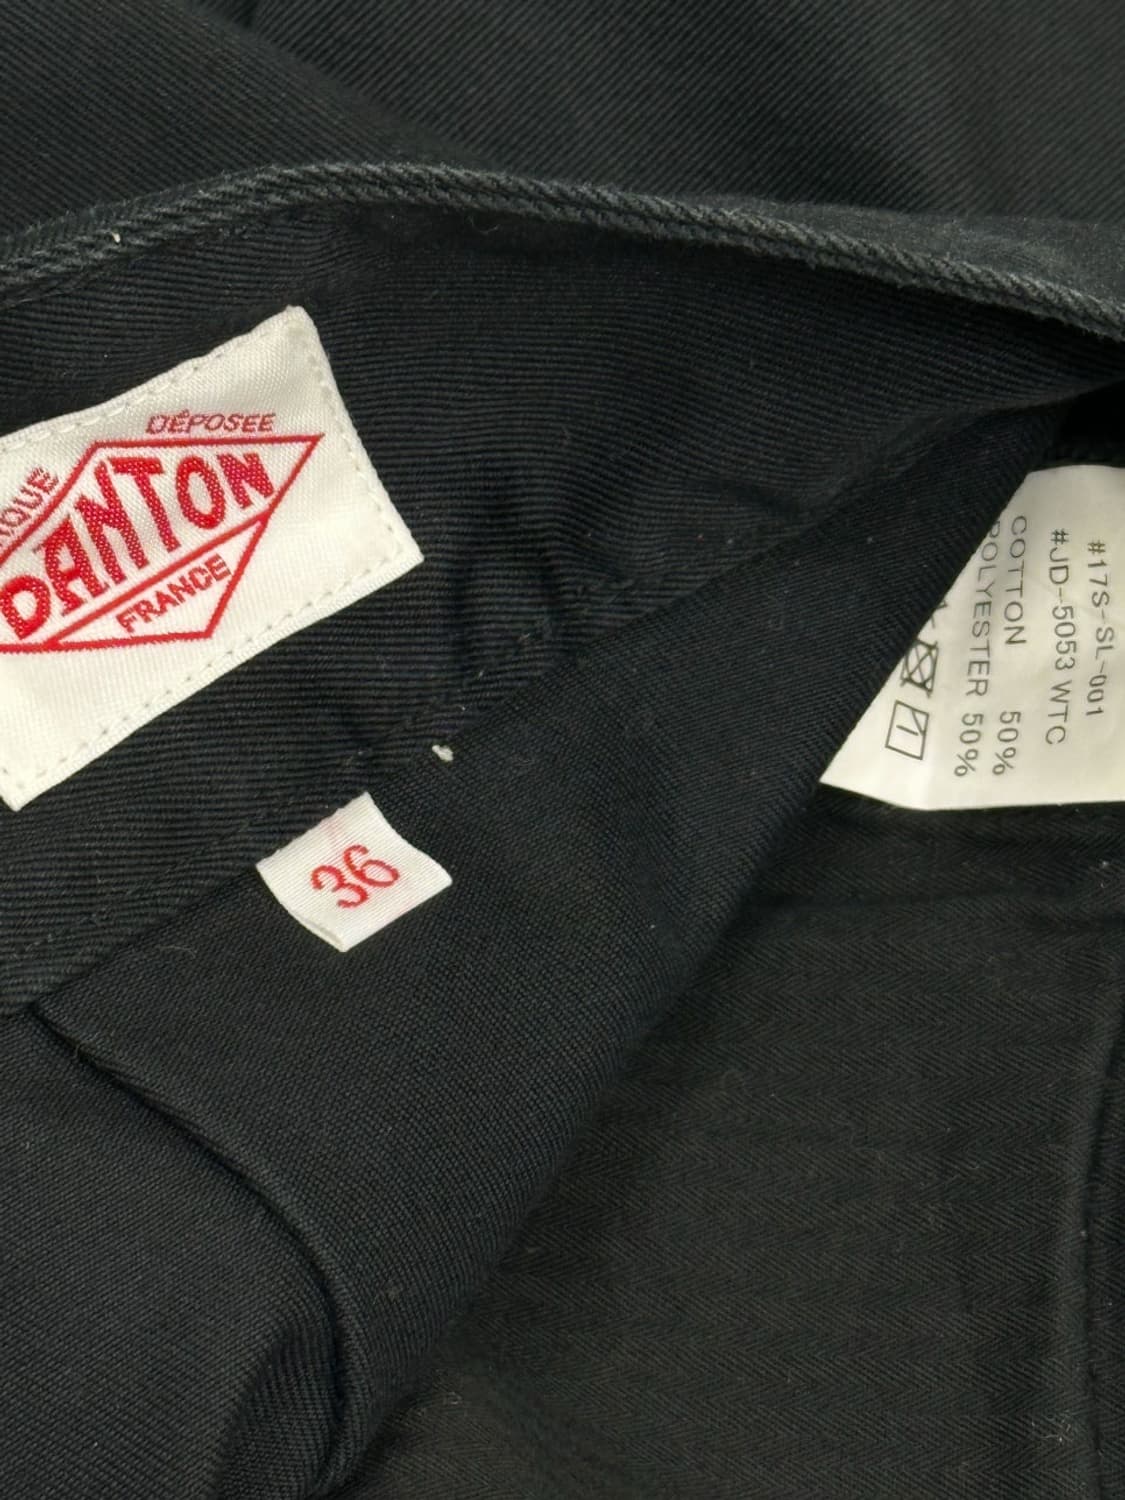 DÉPOSEE
DANTON
FRANCE
36
#17S-SL-001
#JD-5053 WTC
COTTON 50%
POLYESTER 50%